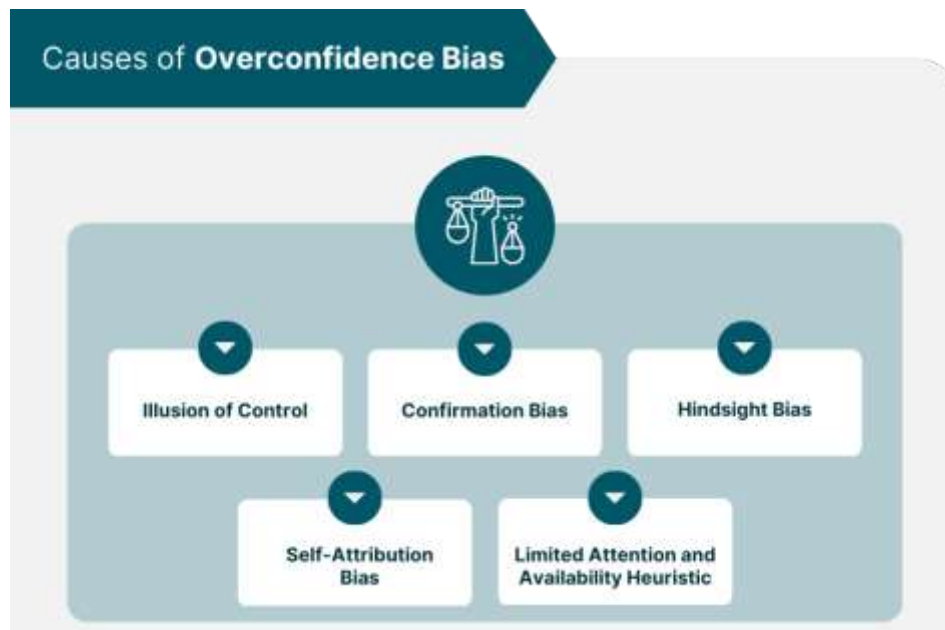 Causes of Overconfidence Bias
Illusion of Control
Confirmation Bias
Hindsight Bias
Self-Attribution
Bias
Limited Attention and
Availability Heuristic